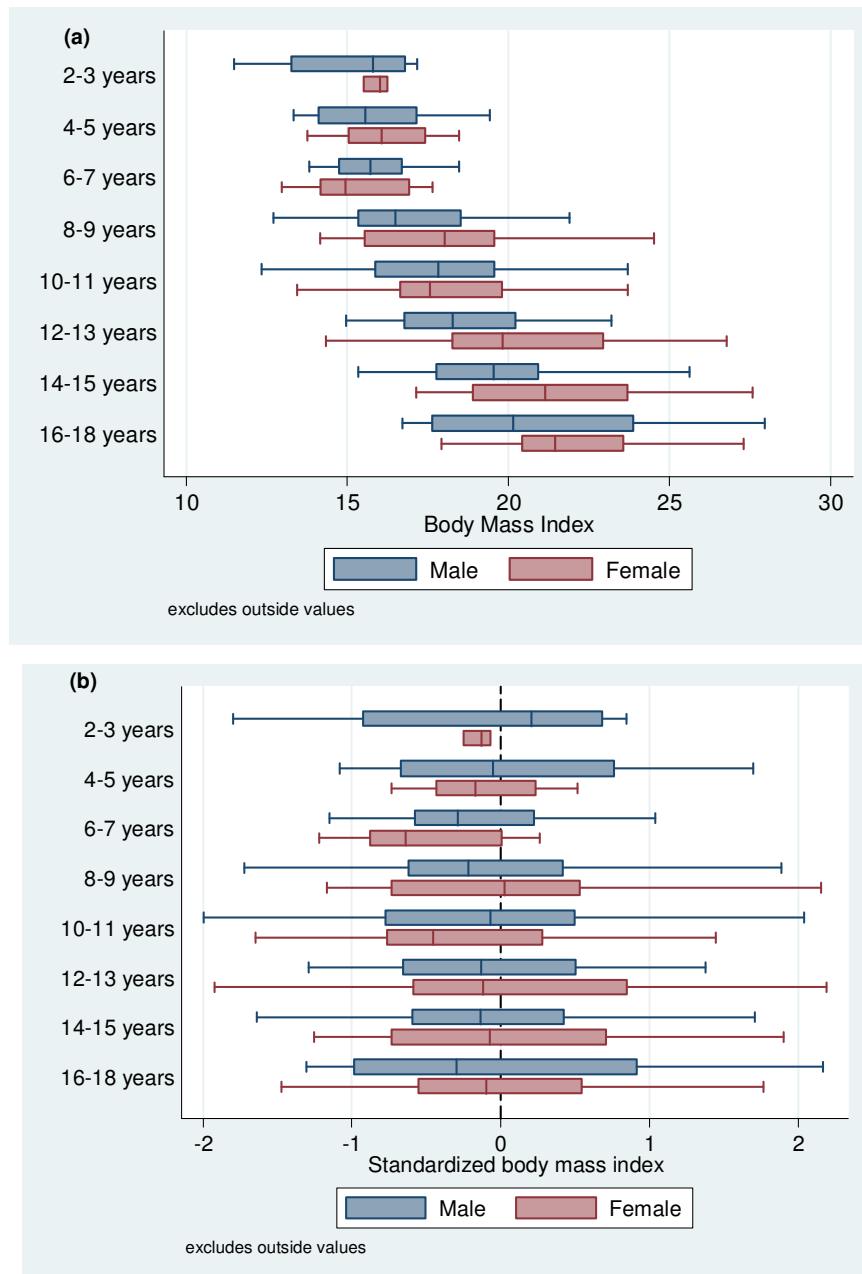 (a)
2-3 years
4-5 years
6-7 years
8-9 years
10-11 years
12-13 years
14-15 years
16-18 years
10 15 20 25 30
Body Mass Index
Male Female
excludes outside values
(b)
2-3 years
4-5 years
6-7 years
8-9 years
10-11 years
12-13 years
14-15 years
16-18 years
-2 -1 0 1 2
Standardized body mass index
Male Female
excludes outside values